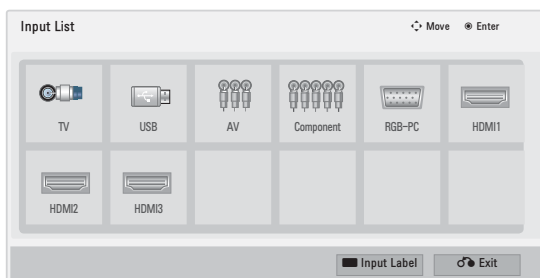 Input List
Move Enter
TV USB AV Component RGB-PC HDMI1
HDMI2 HDMI3
Input Label Exit